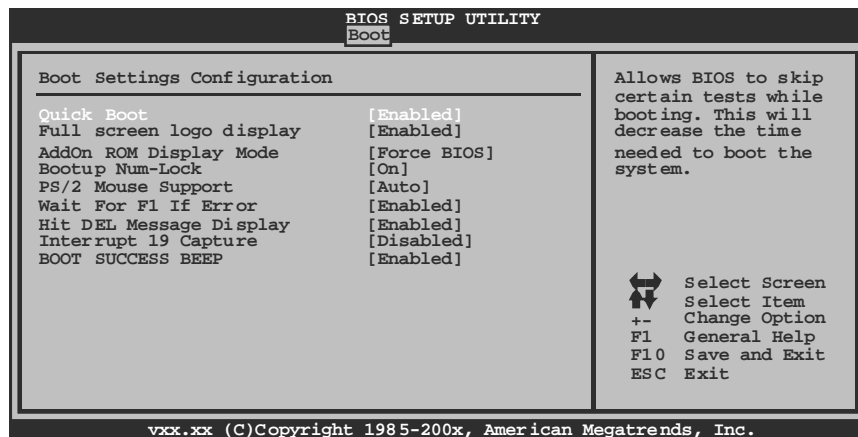 BIOS SETUP UTILITY
Boot
Boot Settings Configuration
Quick Boot [Enabled]
Full screen logo display [Enabled]
AddOn ROM Display Mode [Force BIOS]
Bootup Num-Lock [On]
PS/2 Mouse Support [Auto]
Wait For F1 If Error [Enabled]
Hit DEL Message Display [Enabled]
Interrupt 19 Capture [Disabled]
BOOT SUCCESS BEEP [Enabled]
Allows BIOS to skip
certain tests while
booting. This will
decrease the time
needed to boot the
system.
Select Screen
Select Item
+- Change Option
F1 General Help
F10 Save and Exit
ESC Exit
vxx.xx (C)Copyright 1985-200x, American Megatrends, Inc.